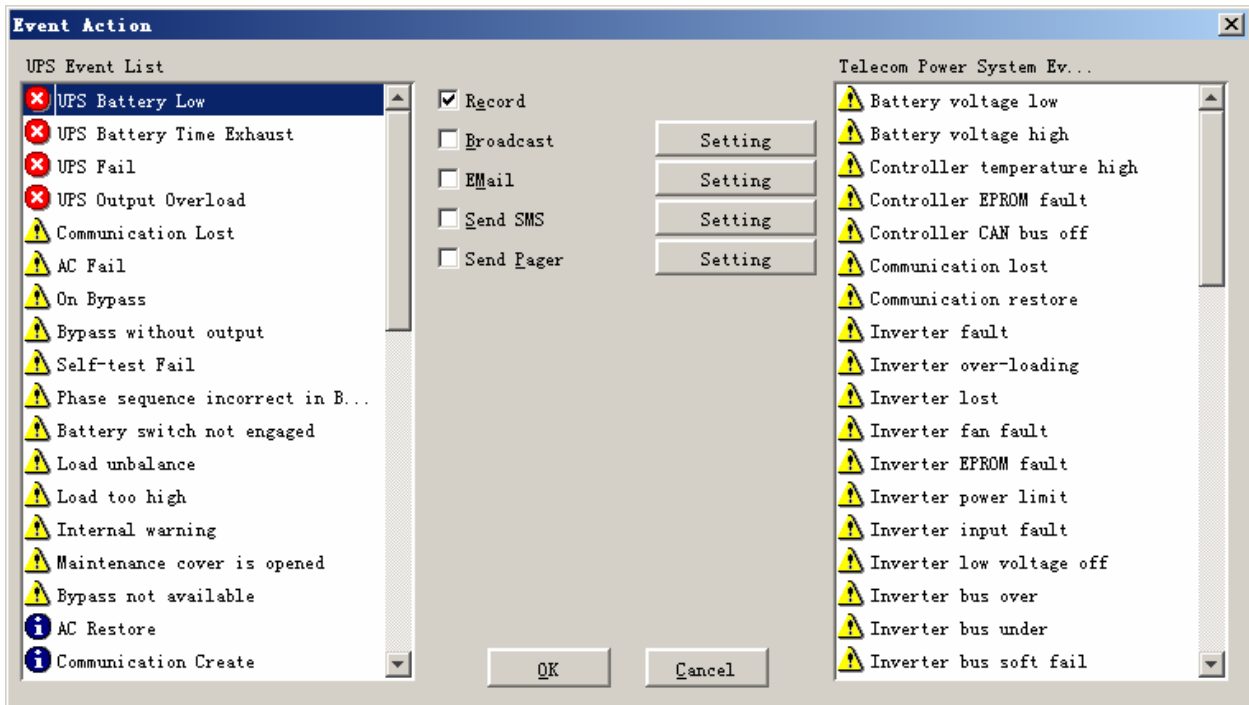 Event Action
UPS Event List
UPS Battery Low
UPS Battery Time Exhaust
UPS Fail
UPS Output Overload
Communication Lost
AC Fail
On Bypass
Bypass without output
Self-test Fail
Phase sequence incorrect in B...
Battery switch not engaged
Load unbalance
Load too high
Internal warning
Maintenance cover is opened
Bypass not available
AC Restore
Communication Create
Record
Broadcast
Setting
EMail
Setting
Send SMS
Setting
Send Pager
Setting
OK
Cancel
Telecom Power System Ev...
Battery voltage low
Battery voltage high
Controller temperature high
Controller EPROM fault
Controller CAN bus off
Communication lost
Communication restore
Inverter fault
Inverter over-loading
Inverter lost
Inverter fan fault
Inverter EPROM fault
Inverter power limit
Inverter input fault
Inverter low voltage off
Inverter bus over
Inverter bus under
Inverter bus soft fail